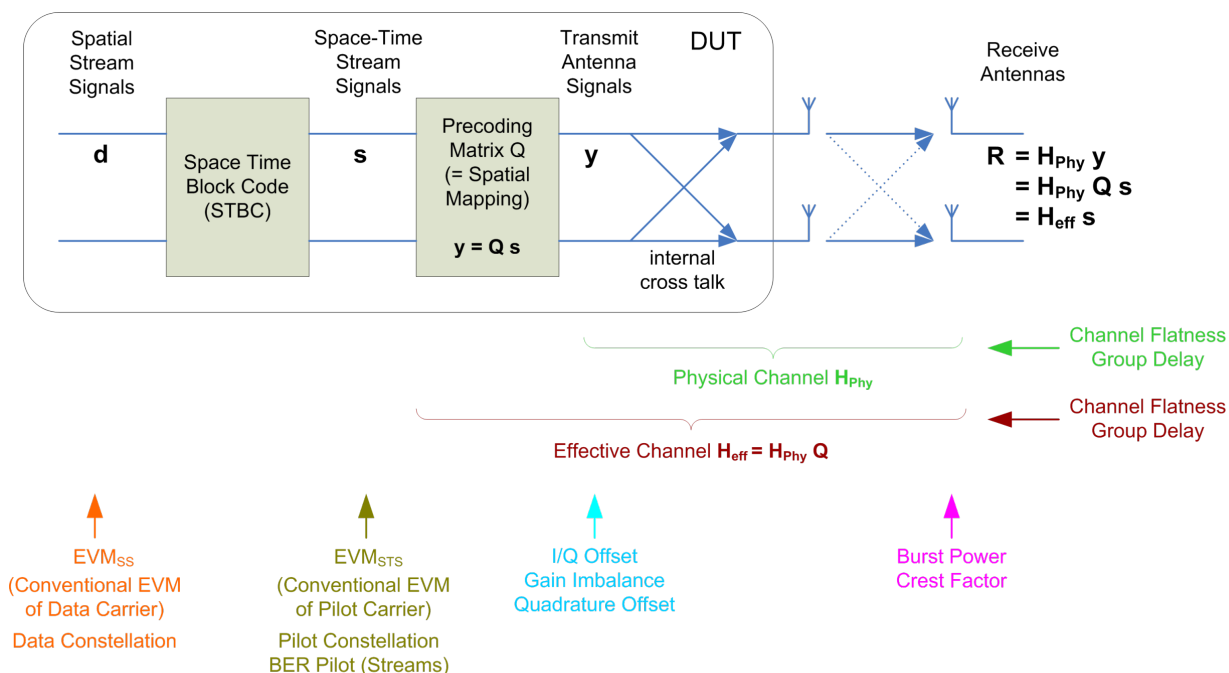 Spatial
Stream
Signals
Space-Time
Stream
Signals
Transmit
Antenna
Signals
DUT
Receive
Antennas
d
Space Time
Block Code
(STBC)
s
Precoding
Matrix Q
(= Spatial
Mapping)
y = Q s
y
internal
cross talk
R = HPhy y
= HPhy Q s
= Heff s
Physical Channel HPhy
Channel Flatness
Group Delay
Effective Channel Heff = HPhy Q
Channel Flatness
Group Delay
EVMSS
(Conventional EVM
of Data Carrier)
Data Constellation
EVMSTS
(Conventional EVM
of Pilot Carrier)
Pilot Constellation
BER Pilot (Streams)
I/Q Offset
Gain Imbalance
Quadrature Offset
Burst Power
Crest Factor